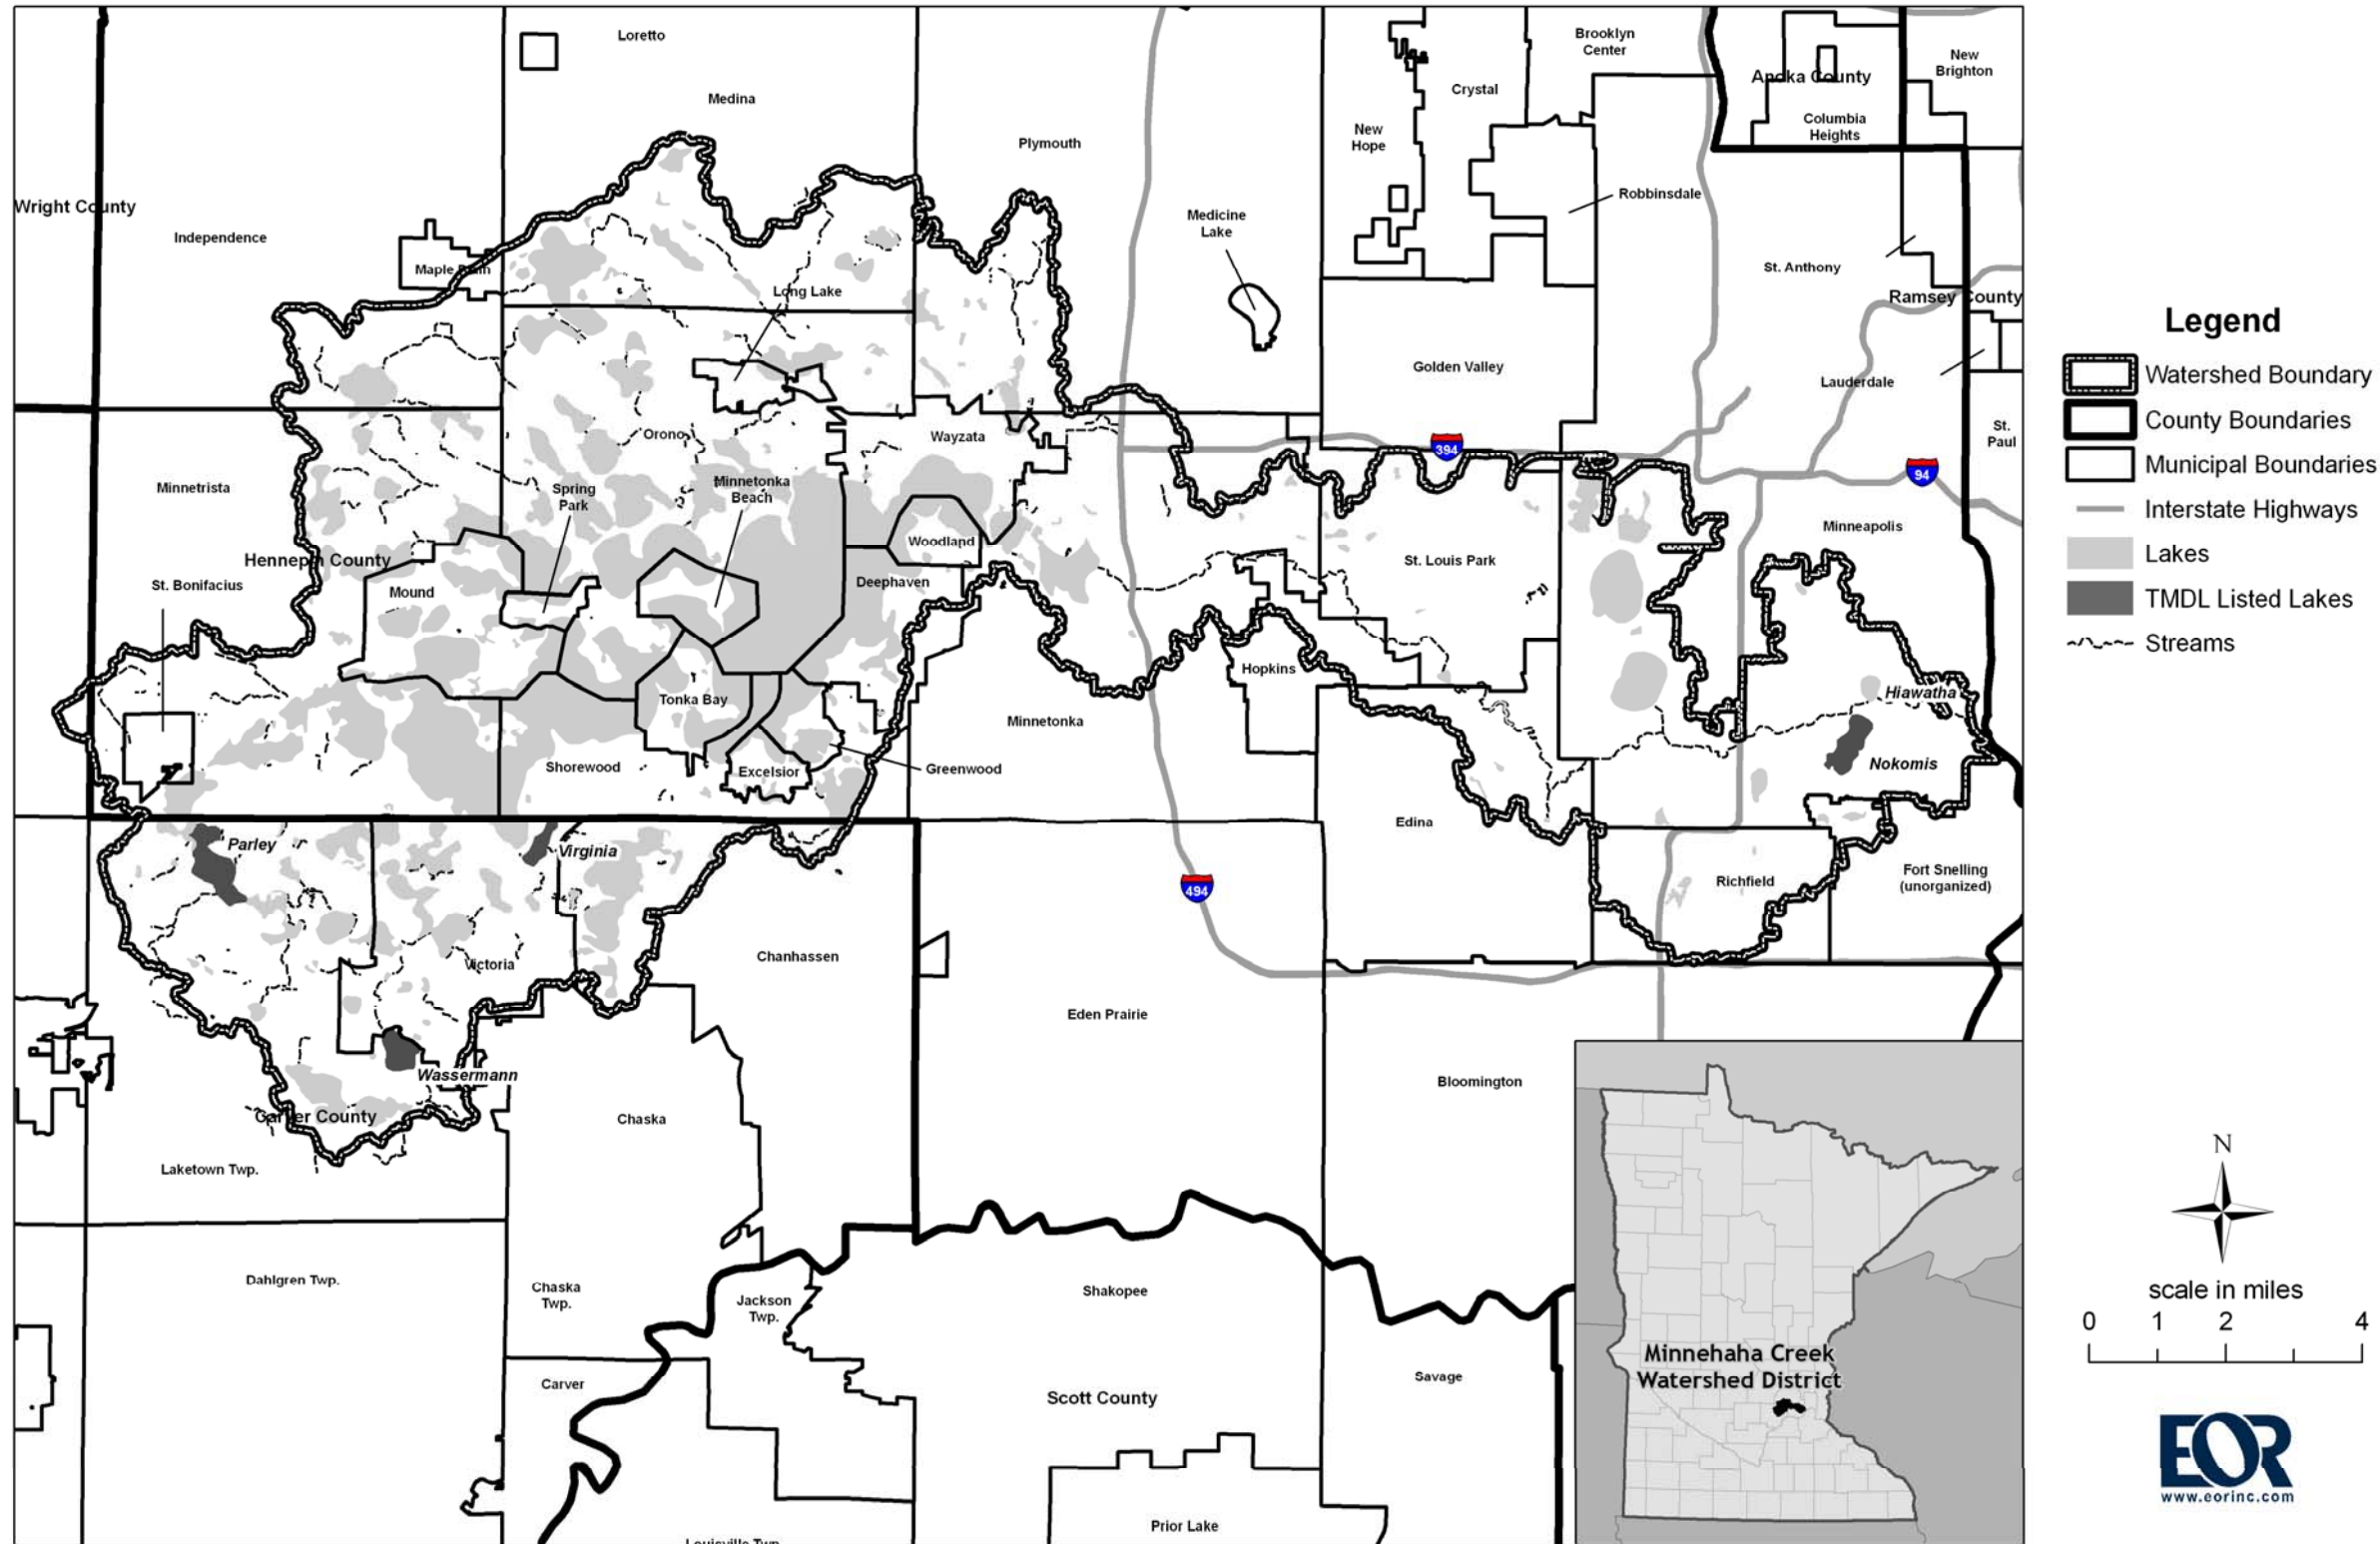 Loretto
Medina
Brooklyn
Center
Crystal
Anoka County
New
Brighton
Columbia
Heights
Plymouth
New
Hope
Robbinsdale
Wright County
Independence
Medicine
Lake
Maple Plain
Long Lake
St. Anthony
Ramsey County
Golden Valley
Lauderdale
Orono
Wayzata
St.
Paul
394
94
Minnetrista
Spring
Park
Minnetonka
Beach
Minneapolis
Hennepin County
Woodland
St. Louis Park
St. Bonifacius
Mound
Deephaven
Hopkins
Hiawatha
Tonka Bay
Minnetonka
Shorewood
Excelsior
Greenwood
Nokomis
Edina
Parley
Virginia
494
Richfield
Fort Snelling
(unorganized)
Victoria
Chanhassen
Eden Prairie
Wassermann
Bloomington
Carver County
Chaska
Laketown Twp.
Dahlgren Twp.
Chaska
Twp.
Jackson
Twp.
Shakopee
Carver
Scott County
Savage
Prior Lake
Louisville Twp.
Minnehaha Creek
Watershed District
Legend
Watershed Boundary
County Boundaries
Municipal Boundaries
Interstate Highways
Lakes
TMDL Listed Lakes
Streams
N
scale in miles
0 1 2 4
EOR
www.eorinc.com